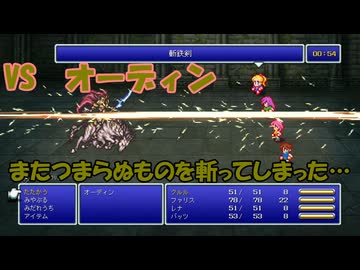 斬鉄剣
00:54
VS オーディン
またつまらぬものを斬ってしまった…
たたかう オーディン クルル 51/ 51 8
みやぶる ファリス 78/ 78 22
みだれうち レナ 51/ 51 8
アイテム バッツ 53/ 53 8